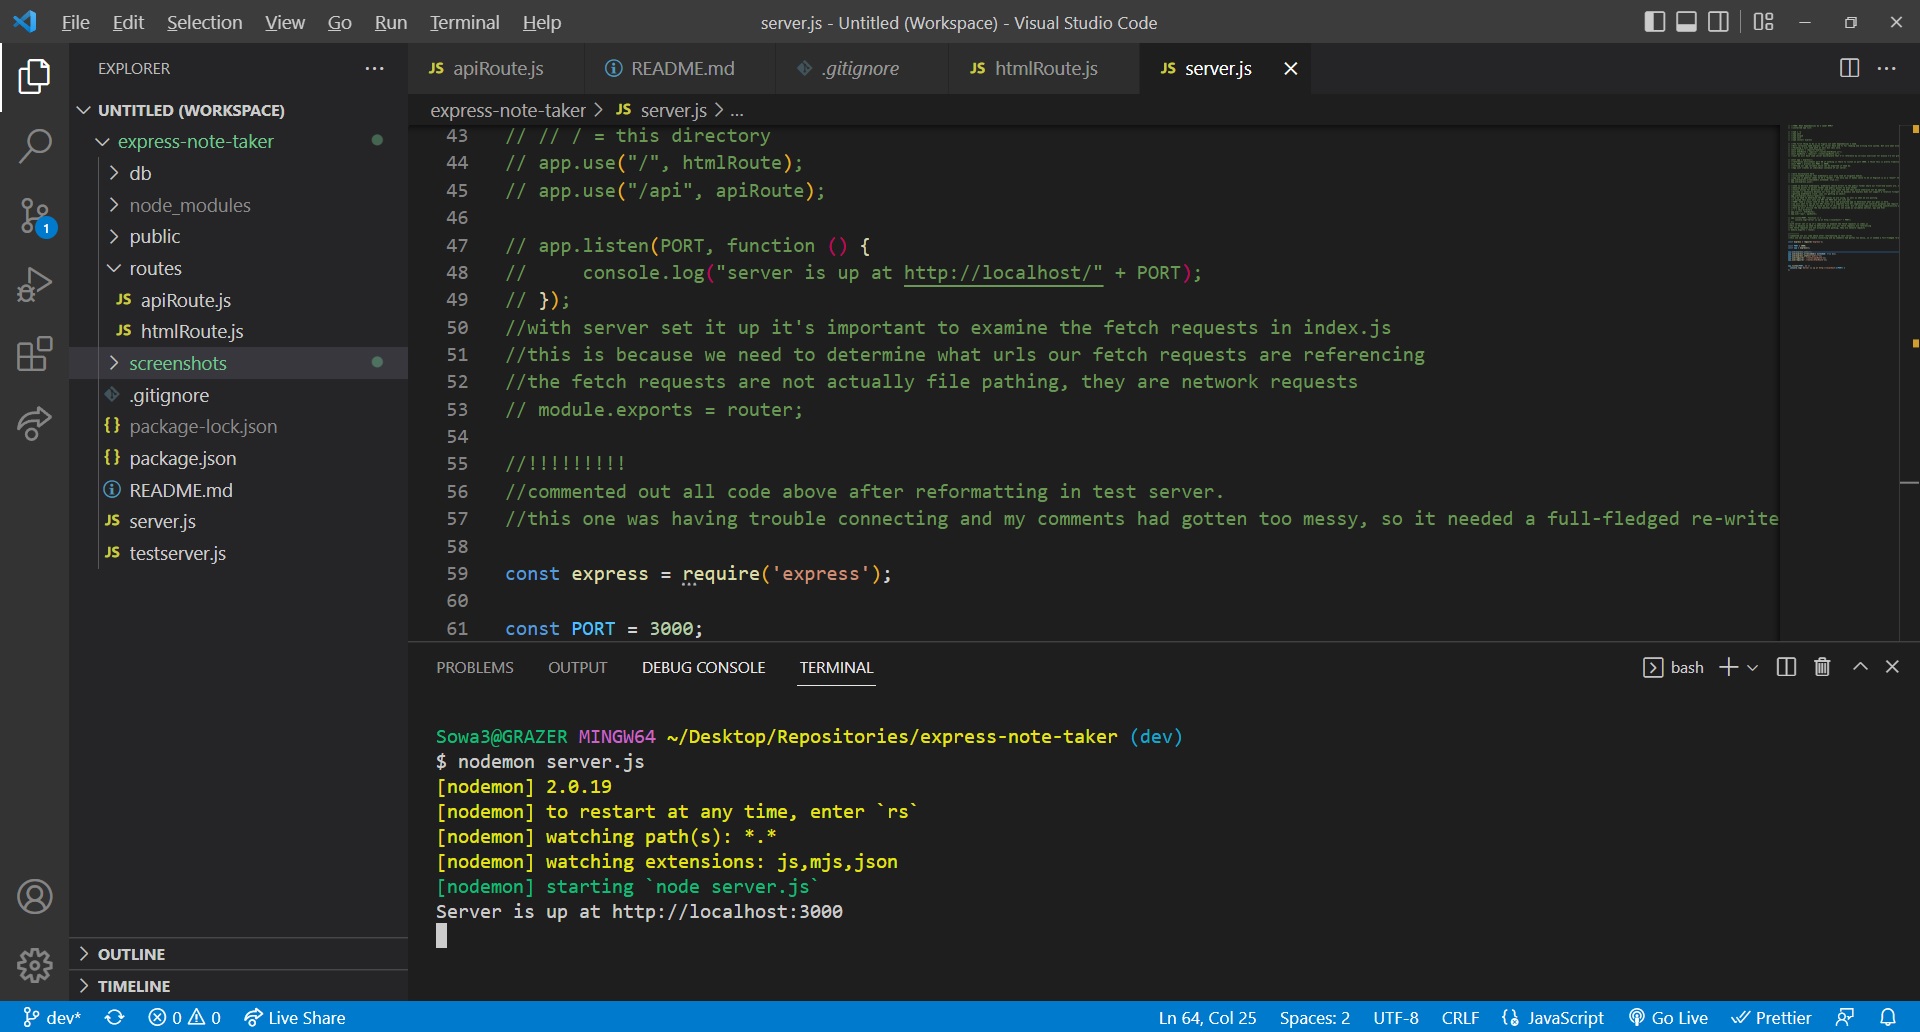 File Edit Selection View Go Run Terminal Help
server.js - Untitled (Workspace) - Visual Studio Code
EXPLORER
UNTITLED (WORKSPACE)
express-note-taker
db
node_modules
public
routes
JS apiRoute.js
JS htmlRoute.js
screenshots
.gitignore
{} package-lock.json
{} package.json
README.md
JS server.js
JS testserver.js
OUTLINE
TIMELINE
1
JS apiRoute.js
README.md
.gitignore
JS htmlRoute.js
JS server.js
express-note-taker > JS server.js > ...
43 // // / = this directory
44 // app.use("/", htmlRoute);
45 // app.use("/api", apiRoute);
46
47 // app.listen(PORT, function () {
48 //     console.log("server is up at http://localhost/" + PORT);
49 // });
50 //with server set it up it's important to examine the fetch requests in index.js
51 //this is because we need to determine what urls our fetch requests are referencing
52 //the fetch requests are not actually file pathing, they are network requests
53 // module.exports = router;
54
55 //!!!!!!!!!
56 //commented out all code above after reformatting in test server.
57 //this one was having trouble connecting and my comments had gotten too messy, so it needed a full-fledged re-write
58
59 const express = require('express');
60
61 const PORT = 3000;
PROBLEMS OUTPUT DEBUG CONSOLE TERMINAL
bash
Sowa3@GRAZER MINGW64 ~/Desktop/Repositories/express-note-taker (dev)
$ nodemon server.js
[nodemon] 2.0.19
[nodemon] to restart at any time, enter `rs`
[nodemon] watching path(s): *.*
[nodemon] watching extensions: js,mjs,json
[nodemon] starting `node server.js`
Server is up at http://localhost:3000
dev* 0 0 Live Share
Ln 64, Col 25 Spaces: 2 UTF-8 CRLF JavaScript Go Live Prettier